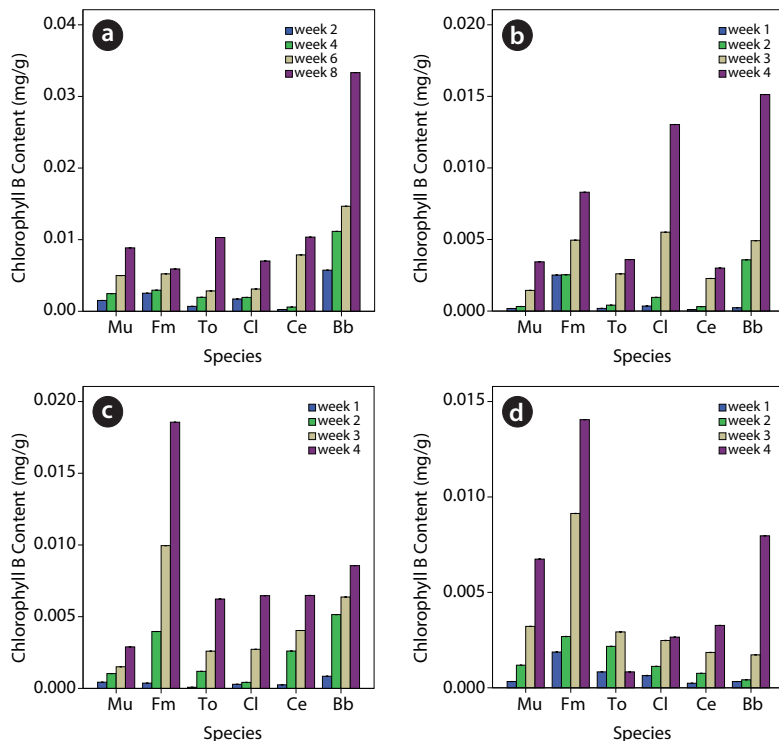 a
week 2
week 4
week 6
week 8
0.04
0.03
0.02
0.01
0.00
Chlorophyll B Content (mg/g)
Mu Fm To Cl Ce Bb
Species
b
week 1
week 2
week 3
week 4
0.020
0.015
0.010
0.005
0.000
Chlorophyll B Content (mg/g)
Mu Fm To Cl Ce Bb
Species
c
week 1
week 2
week 3
week 4
0.020
0.015
0.010
0.005
0.000
Chlorophyll B Content (mg/g)
Mu Fm To Cl Ce Bb
Species
d
week 1
week 2
week 3
week 4
0.015
0.010
0.005
0.000
Chlorophyll B Content (mg/g)
Mu Fm To Cl Ce Bb
Species